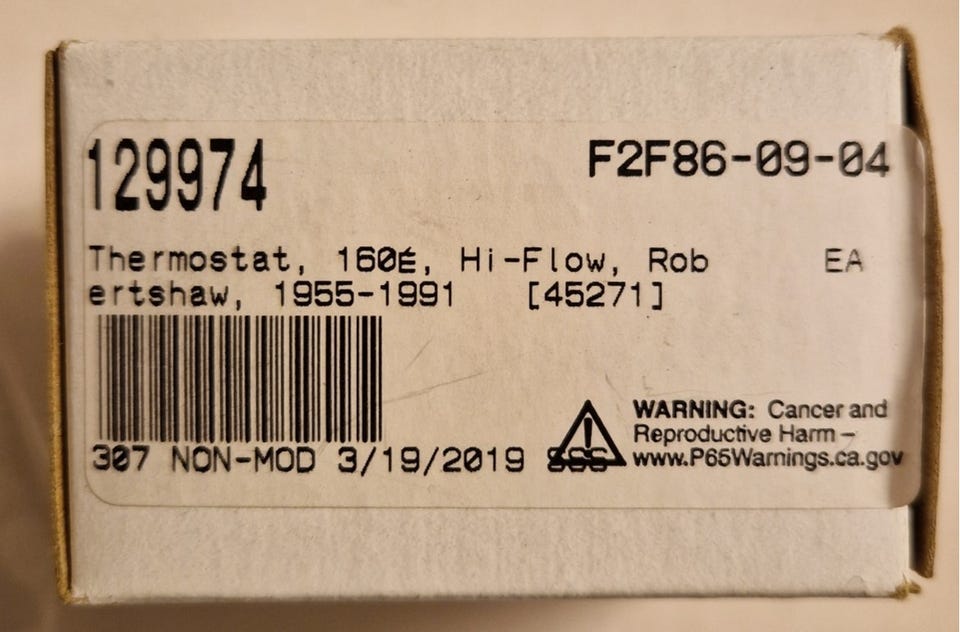 129974 F2F86-09-04
Thermostat, 160É, Hi-Flow, Rob EA
ertshaw, 1955-1991 [45271]
307 NON-MOD 3/19/2019
WARNING: Cancer and
Reproductive Harm –
www.P65Warnings.ca.gov